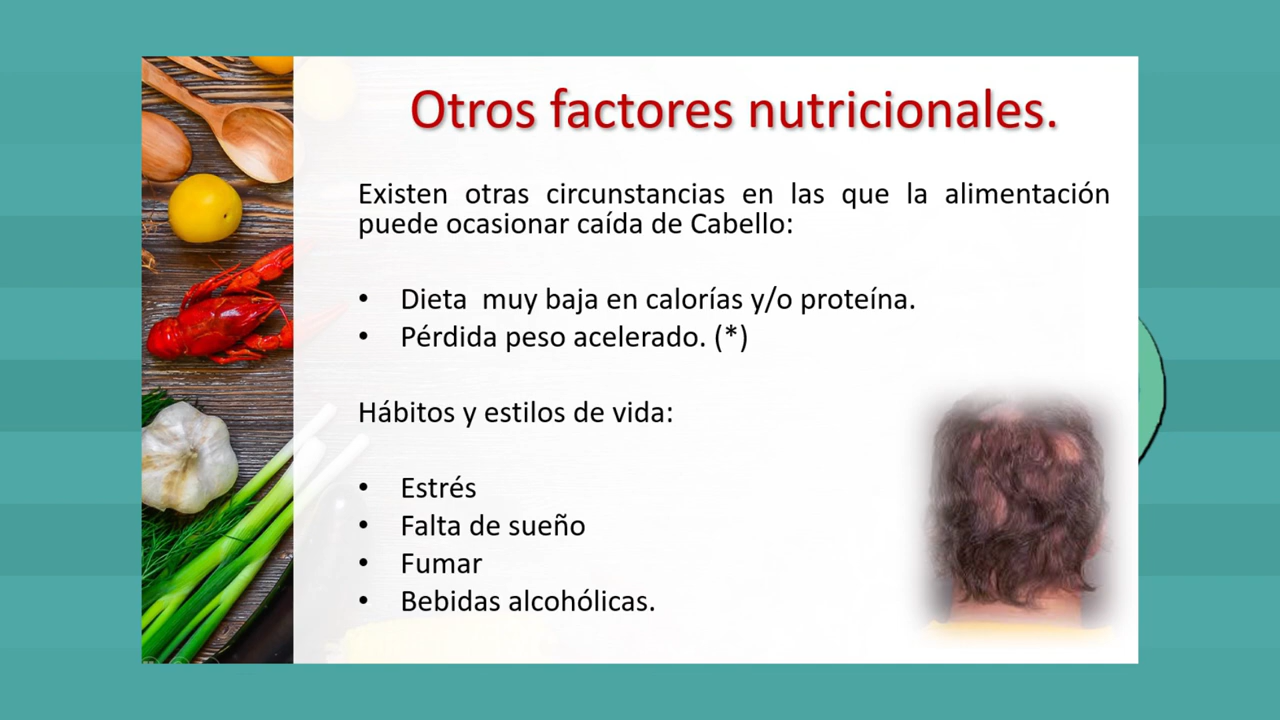 Otros factores nutricionales.
Existen otras circunstancias en las que la alimentación
puede ocasionar caída de Cabello:
• Dieta muy baja en calorías y/o proteína.
• Pérdida peso acelerado. (*)
Hábitos y estilos de vida:
• Estrés
• Falta de sueño
• Fumar
• Bebidas alcohólicas.